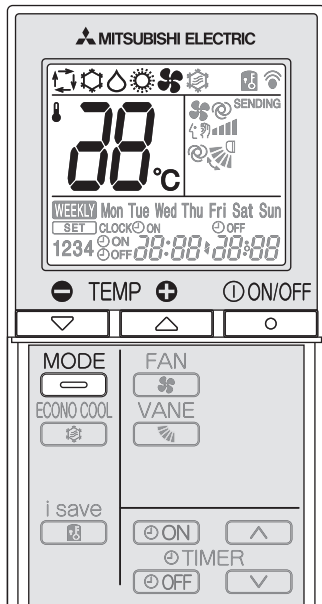 MITSUBISHI ELECTRIC
SENDING
88°C
WEEKLY Mon Tue Wed Thu Fri Sat Sun
SET CLOCK ON OFF
1234 ON 88:88 88:88
OFF
TEMP ON/OFF
MODE FAN
ECONO COOL VANE
i save
ON
TIMER
OFF